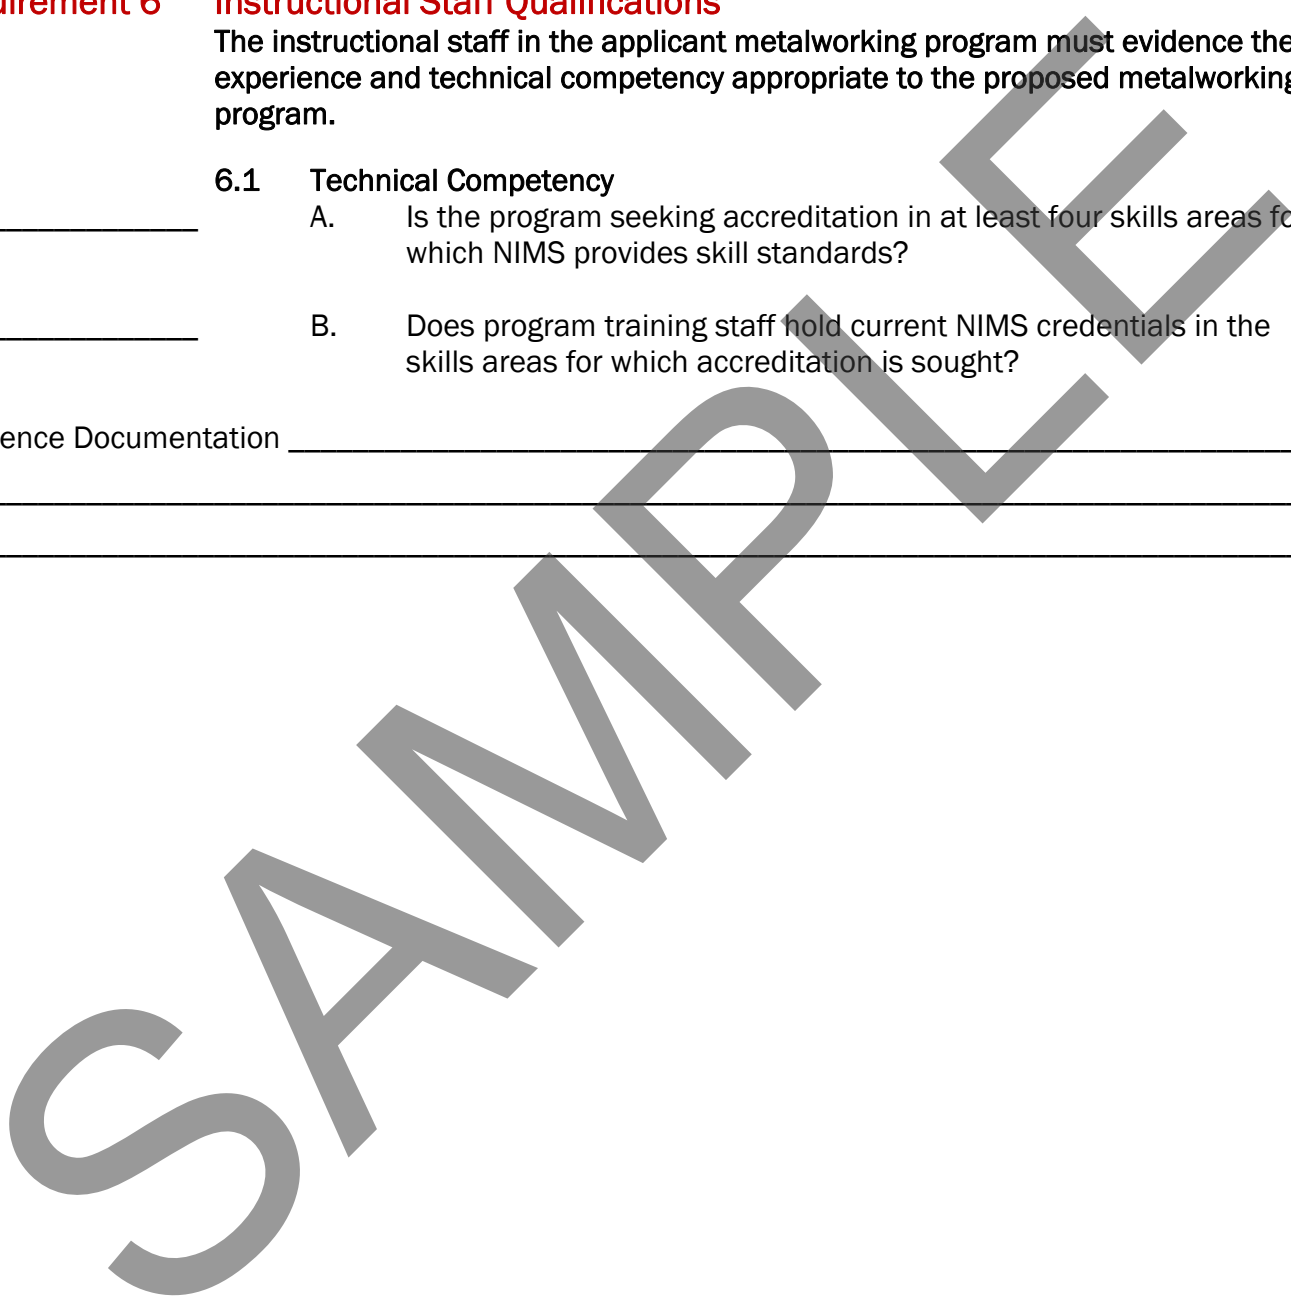 uirement 6 Instructional Staff Qualifications
The instructional staff in the applicant metalworking program must evidence the
experience and technical competency appropriate to the proposed metalworking
program.
6.1 Technical Competency
____________ A. Is the program seeking accreditation in at least four skills areas fo
which NIMS provides skill standards?
____________ B. Does program training staff hold current NIMS credentials in the
skills areas for which accreditation is sought?
ence Documentation ____________
SAMPLE